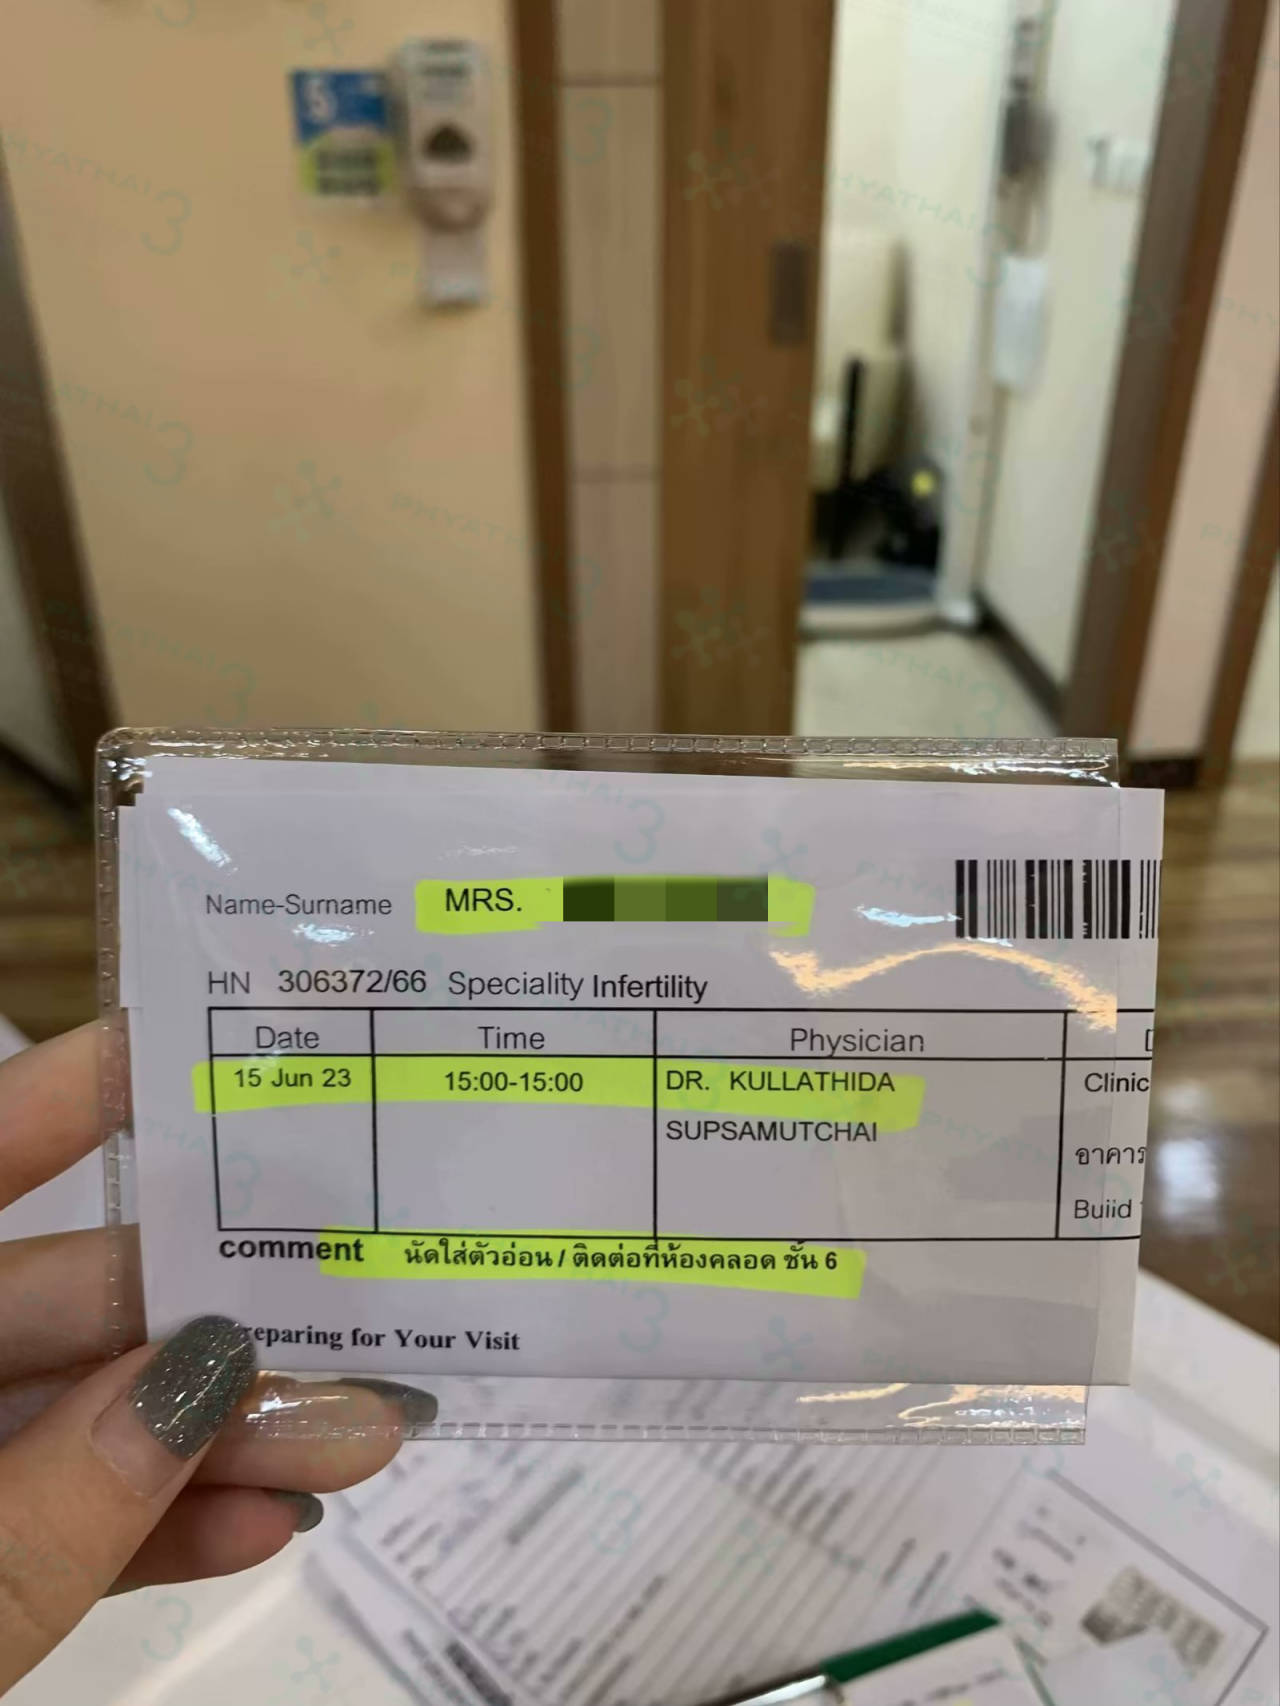 5
PHYATHAI 3
Name-Surname MRS.
HN 306372/66 Speciality Infertility
Date Time Physician
15 Jun 23 15:00-15:00 DR. KULLATHIDA Clinic
SUPSAMUTCHAI
อาคาร
Buiid
comment นัดใส่ตัวอ่อน / ติดต่อที่ห้องคลอด ชั้น 6
reparing for Your Visit